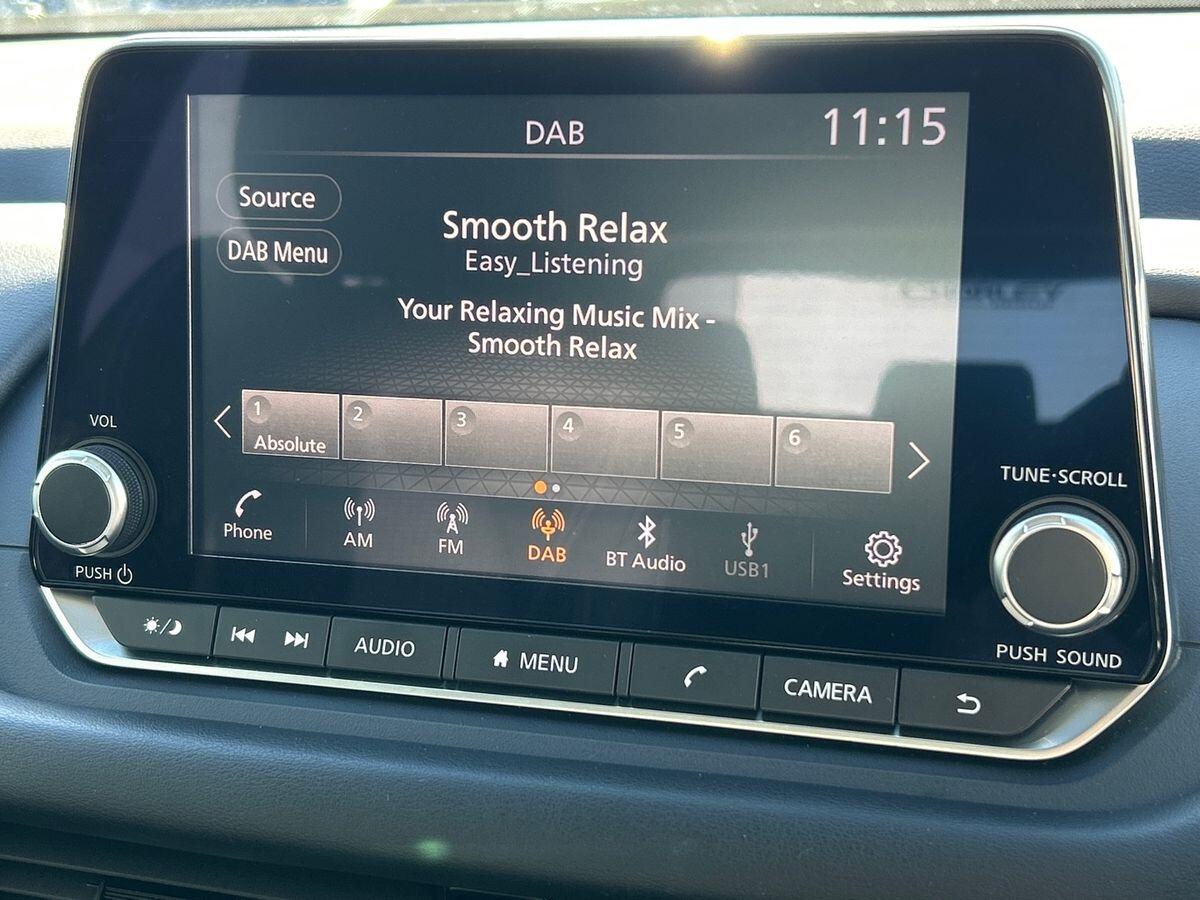 DAB
11:15
Source
DAB Menu
Smooth Relax
Easy_Listening
Your Relaxing Music Mix -
Smooth Relax
1 2 3 4 5 6
Absolute
VOL
TUNE·SCROLL
Phone AM FM DAB BT Audio USB1 Settings
PUSH
PUSH SOUND
AUDIO
MENU
CAMERA